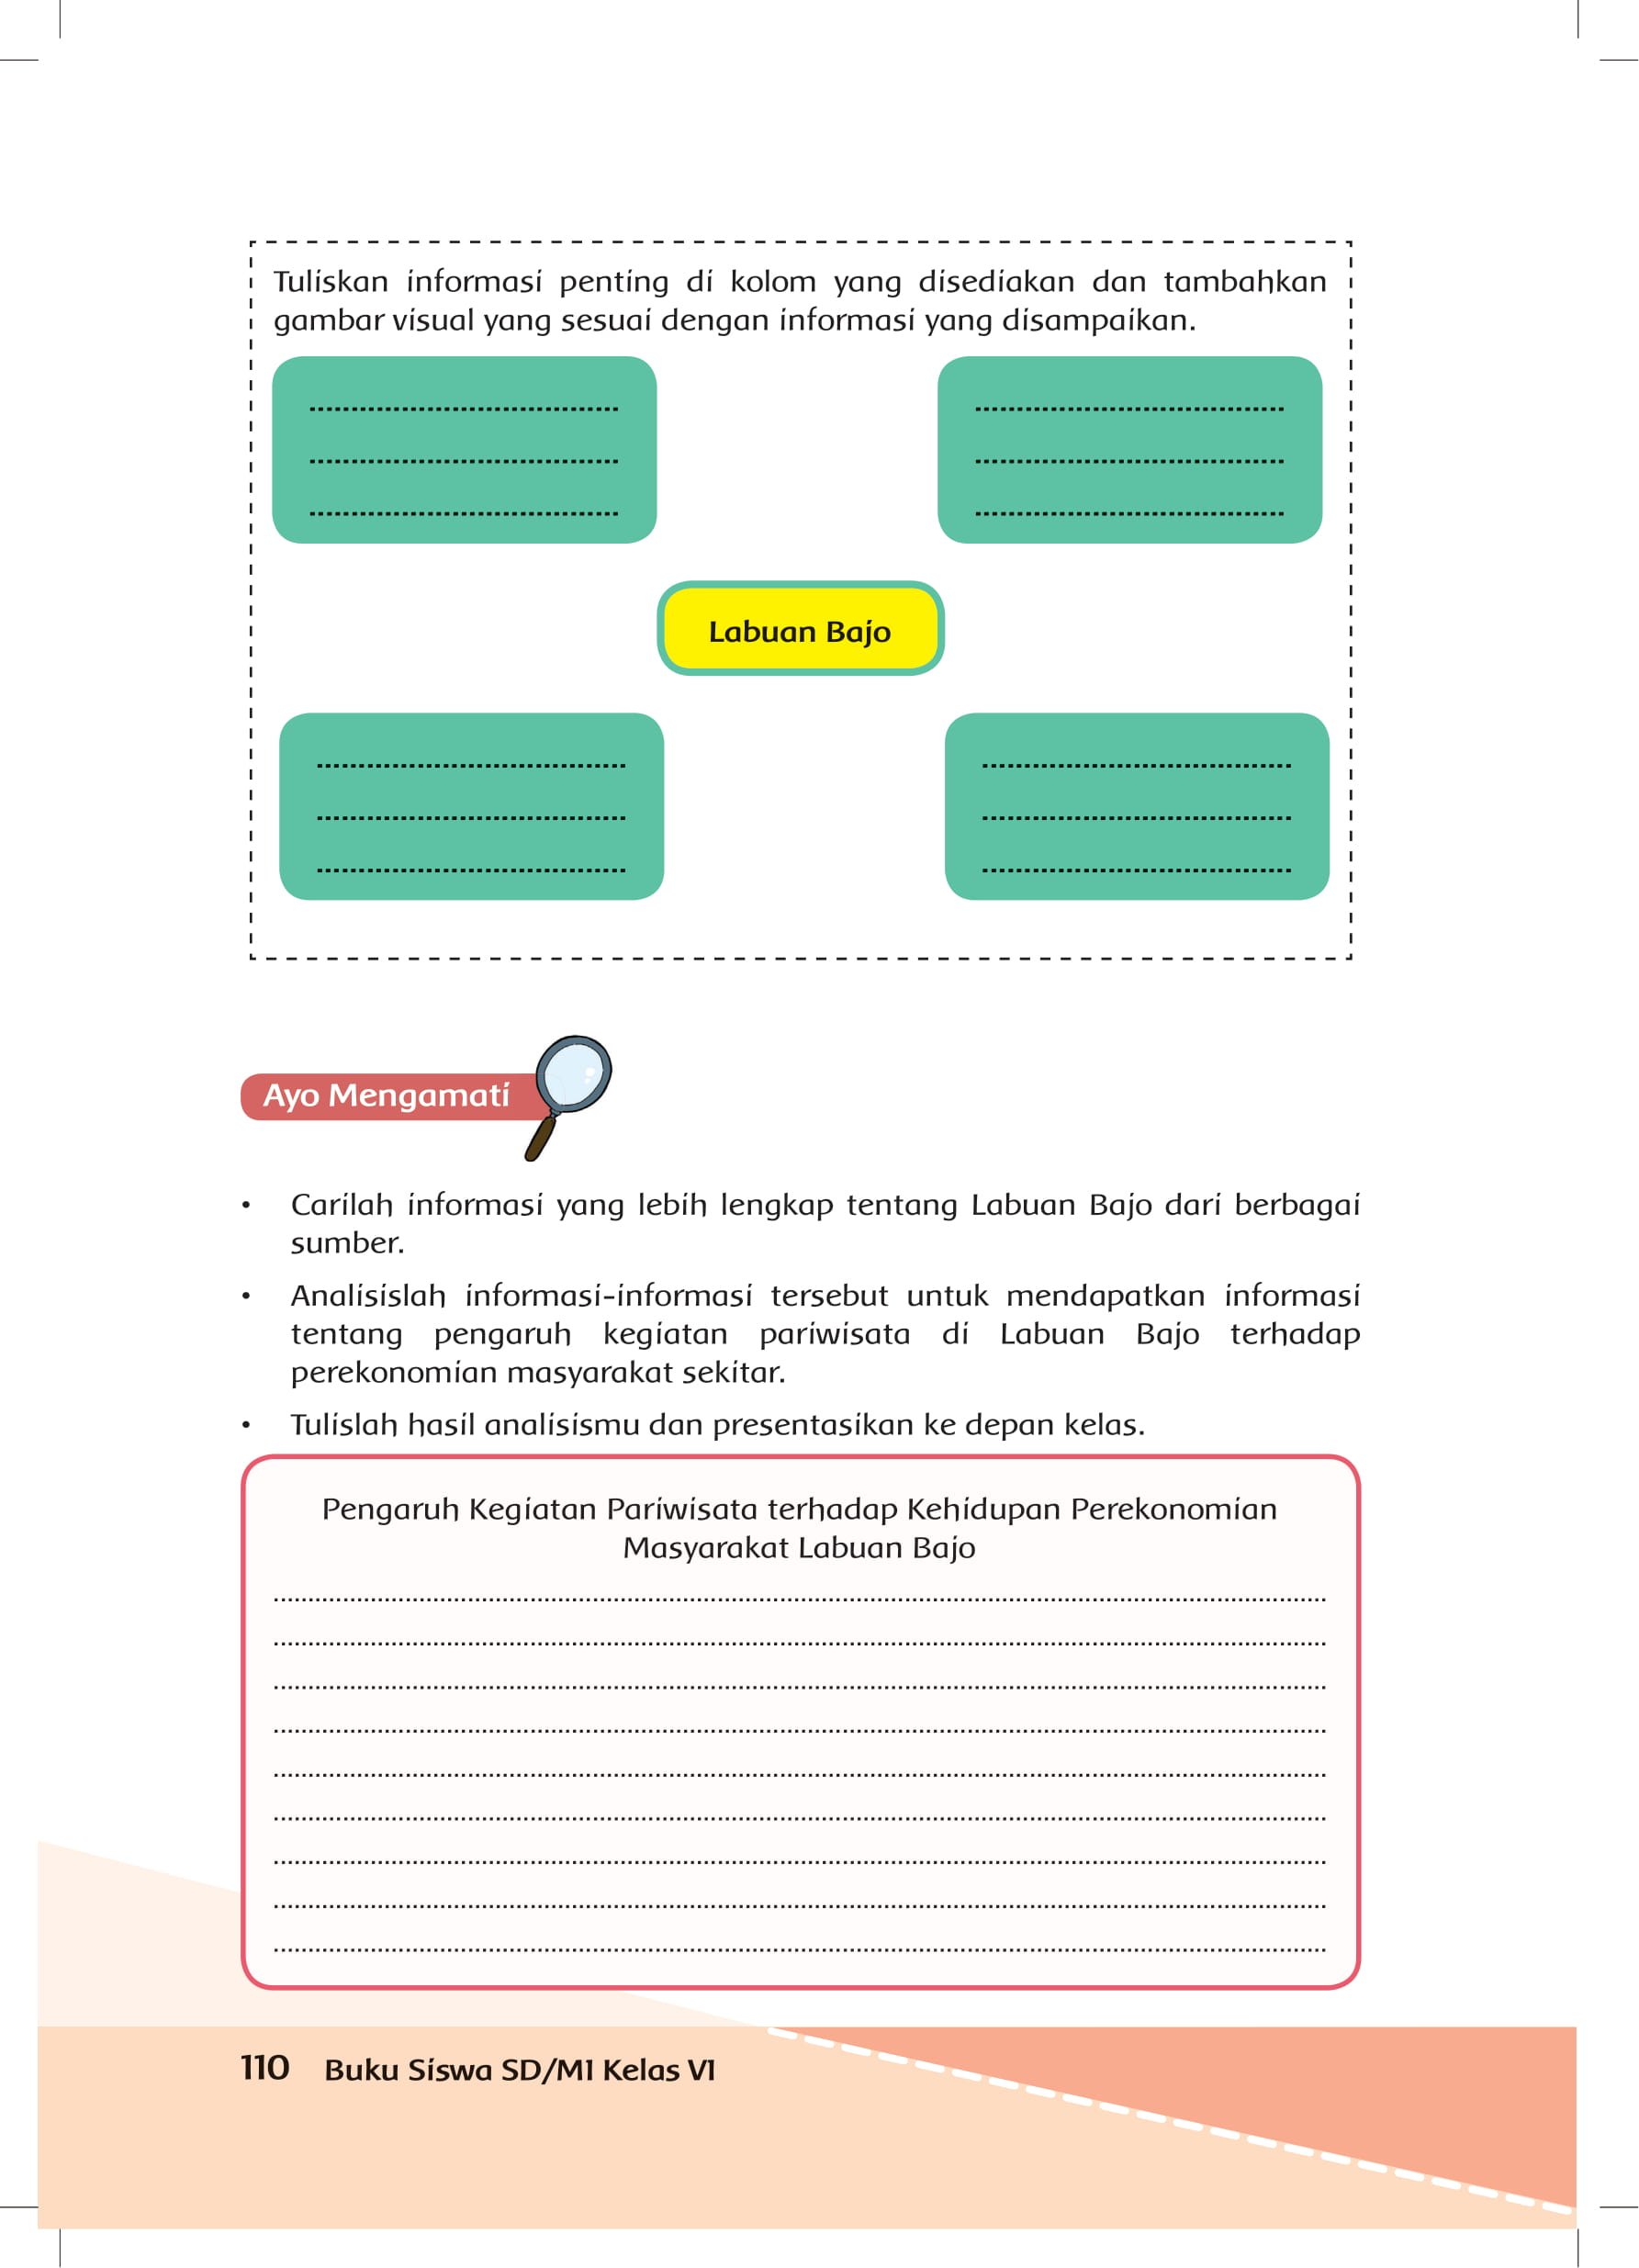 Tuliskan informasi penting di kolom yang disediakan dan tambahkan
gambar visual yang sesuai dengan informasi yang disampaikan.
Labuan Bajo
Ayo Mengamati
• Carilah informasi yang lebih lengkap tentang Labuan Bajo dari berbagai
sumber.
• Analisislah informasi-informasi tersebut untuk mendapatkan informasi
tentang pengaruh kegiatan pariwisata di Labuan Bajo terhadap
perekonomian masyarakat sekitar.
• Tulislah hasil analisismu dan presentasikan ke depan kelas.
Pengaruh Kegiatan Pariwisata terhadap Kehidupan Perekonomian
Masyarakat Labuan Bajo
110 Buku Siswa SD/MI Kelas VI